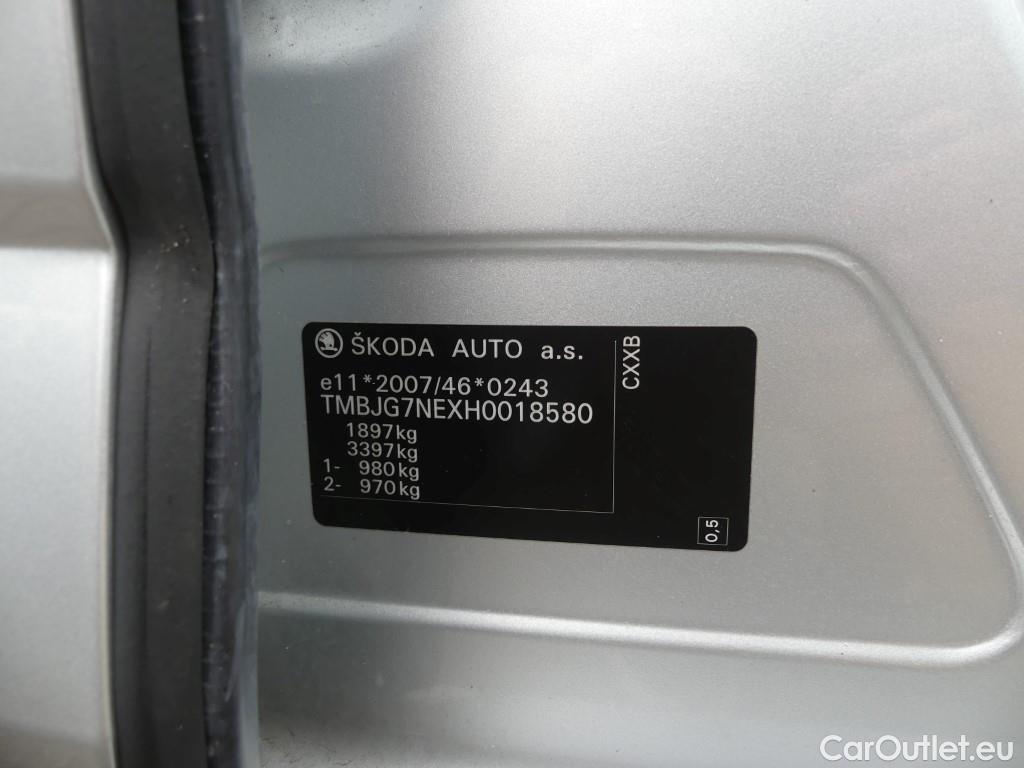 ŠKODA AUTO a.s.
e11*2007/46*0243
TMBJG7NEXH0018580
1897kg
3397kg
1- 980kg
2- 970kg
CXXB
0,5
CarOutlet.eu